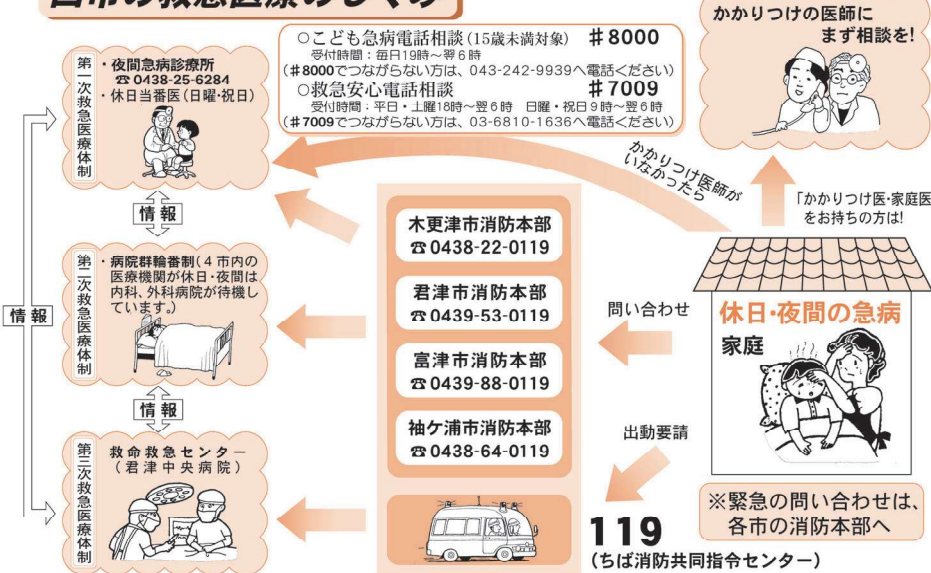 四市の救急医療のしくみ
○こども急病電話相談(15歳未満対象) ＃8000
受付時間：毎日19時～翌6時
(＃8000でつながらない方は、043-242-9939へ電話ください)
○救急安心電話相談 ＃7009
受付時間：平日・土曜18時～翌6時 日曜・祝日9時～翌6時
(＃7009でつながらない方は、03-6810-1636へ電話ください)
かかりつけの医師に
まず相談を!
第一次救急医療体制
・夜間急病診療所
☎0438-25-6284
・休日当番医(日曜・祝日)
情報
第二次救急医療体制
・病院群輪番制(4市内の
医療機関が休日・夜間は
内科、外科病院が待機し
ています。)
情報
情報
第三次救急医療体制
救命救急センター
(君津中央病院)
木更津市消防本部
☎0438-22-0119
君津市消防本部
☎0439-53-0119
富津市消防本部
☎0439-88-0119
袖ケ浦市消防本部
☎0438-64-0119
かかりつけ医師が
いなかったら
「かかりつけ医・家庭医
をお持ちの方は!
問い合わせ
出動要請
休日・夜間の急病
家庭
119
(ちば消防共同指令センター)
※緊急の問い合わせは、
各市の消防本部へ